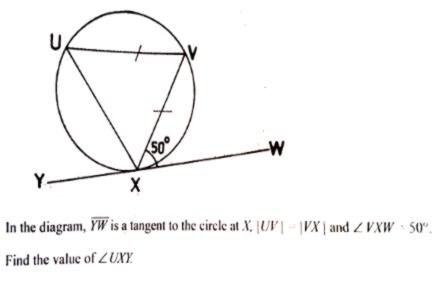 U
V
50°
W
Y
X
In the diagram, YW is a tangent to the circle at X, |UV| = |VX| and ∠VXW = 50°.
Find the value of ∠UXY.